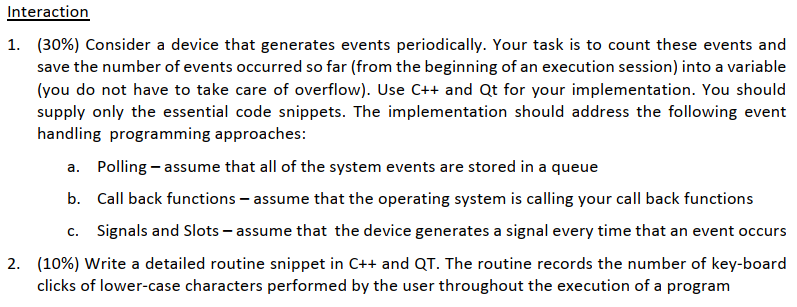 Interaction
1. (30%) Consider a device that generates events periodically. Your task is to count these events and
save the number of events occurred so far (from the beginning of an execution session) into a variable
(you do not have to take care of overflow). Use C++ and Qt for your implementation. You should
supply only the essential code snippets. The implementation should address the following event
handling programming approaches:
a. Polling – assume that all of the system events are stored in a queue
b. Call back functions – assume that the operating system is calling your call back functions
c. Signals and Slots – assume that the device generates a signal every time that an event occurs
2. (10%) Write a detailed routine snippet in C++ and QT. The routine records the number of key-board
clicks of lower-case characters performed by the user throughout the execution of a program